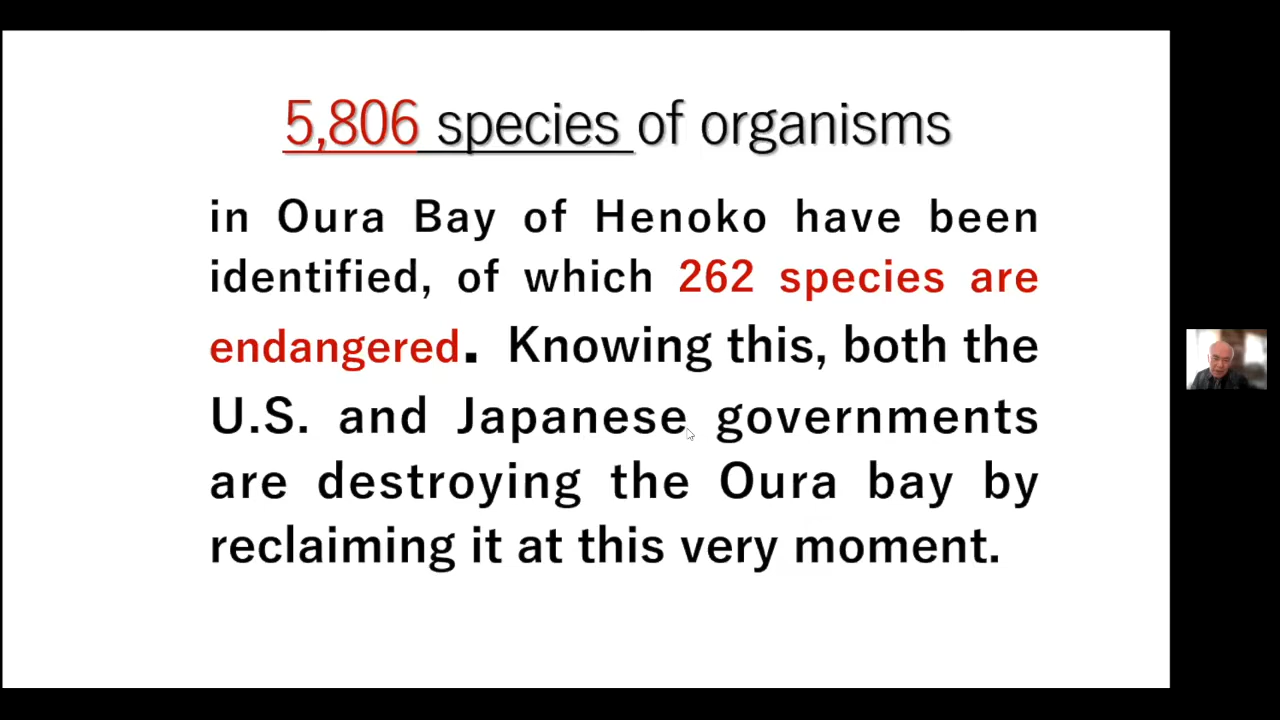 5,806 species of organisms
in Oura Bay of Henoko have been
identified, of which 262 species are
endangered. Knowing this, both the
U.S. and Japanese governments
are destroying the Oura bay by
reclaiming it at this very moment.